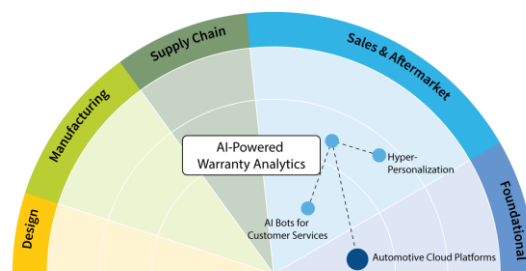 Supply Chain
Sales & Aftermarket
Manufacturing
AI-Powered
Warranty Analytics
Hyper-
Personalization
Foundational
Design
AI Bots for
Customer Services
Automotive Cloud Platforms